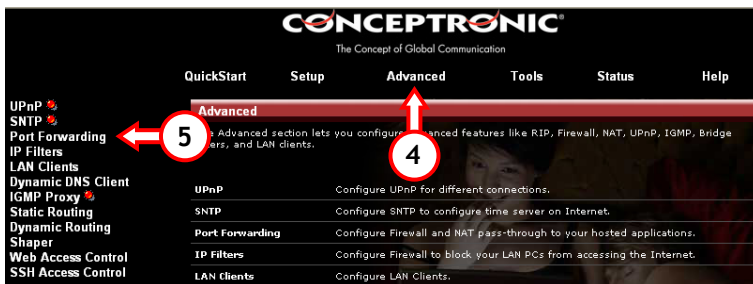 CONCEPTRONIC®
The Concept of Global Communication
QuickStart Setup Advanced Tools Status Help
UPnP
SNTP
Port Forwarding
IP Filters
LAN Clients
Dynamic DNS Client
IGMP Proxy
Static Routing
Dynamic Routing
Shaper
Web Access Control
SSH Access Control
5
4
Advanced
Advanced section lets you configure features like RIP, Firewall, NAT, UPnP, IGMP, Bridge
and LAN clients.
UPnP Configure UPnP for different connections.
SNTP Configure SNTP to configure time server on Internet.
Port Forwarding Configure Firewall and NAT pass-through to your hosted applications.
IP Filters Configure Firewall to block your LAN PCs from accessing the Internet.
LAN Clients Configure LAN Clients.